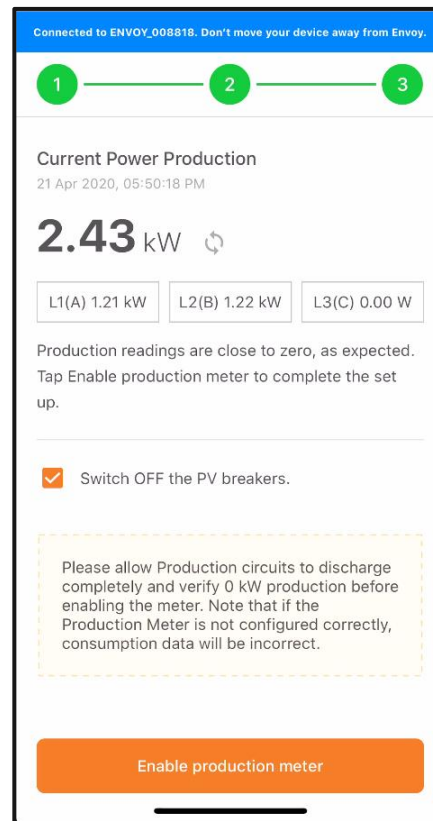 Connected to ENVOY_008818. Don't move your device away from Envoy.
1 2 3
Current Power Production
21 Apr 2020, 05:50:18 PM
2.43 kW
L1(A) 1.21 kW L2(B) 1.22 kW L3(C) 0.00 W
Production readings are close to zero, as expected.
Tap Enable production meter to complete the set
up.
Switch OFF the PV breakers.
Please allow Production circuits to discharge
completely and verify 0 kW production before
enabling the meter. Note that if the
Production Meter is not configured correctly,
consumption data will be incorrect.
Enable production meter